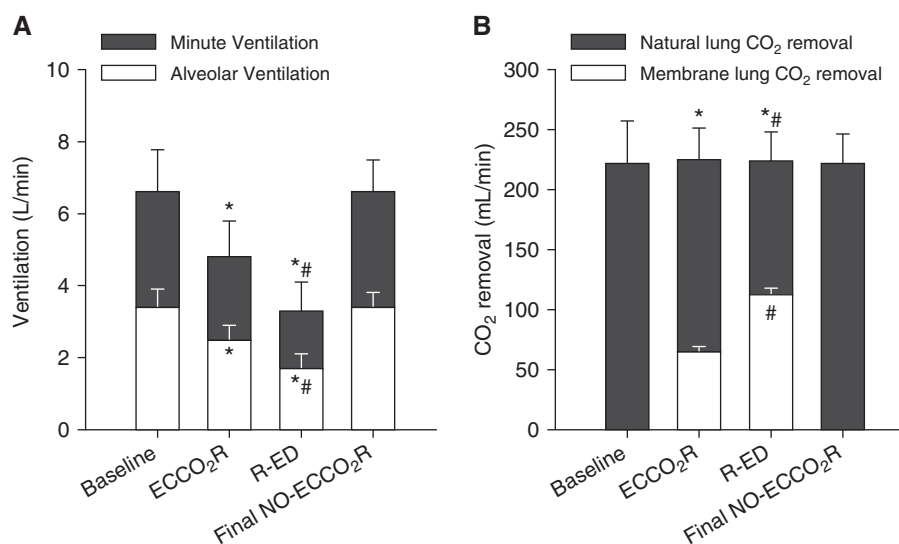 A
Minute Ventilation
Alveolar Ventilation
Ventilation (L/min)
10
8
6
4
2
0
*
*
*#
*#
Baseline
ECCO₂R
R-ED
Final NO-ECCO₂R
B
Natural lung CO₂ removal
Membrane lung CO₂ removal
CO₂ removal (mL/min)
300
250
200
150
100
50
0
*
*#
#
Baseline
ECCO₂R
R-ED
Final NO-ECCO₂R